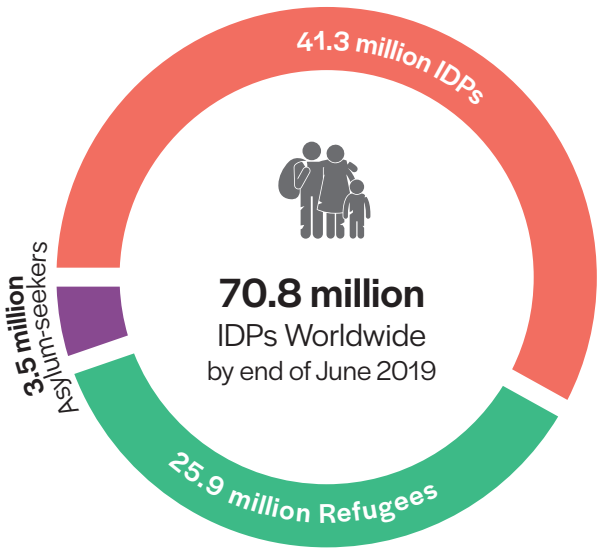 41.3 million IDPs
70.8 million
IDPs Worldwide
by end of June 2019
3.5 million
Asylum-seekers
25.9 million Refugees